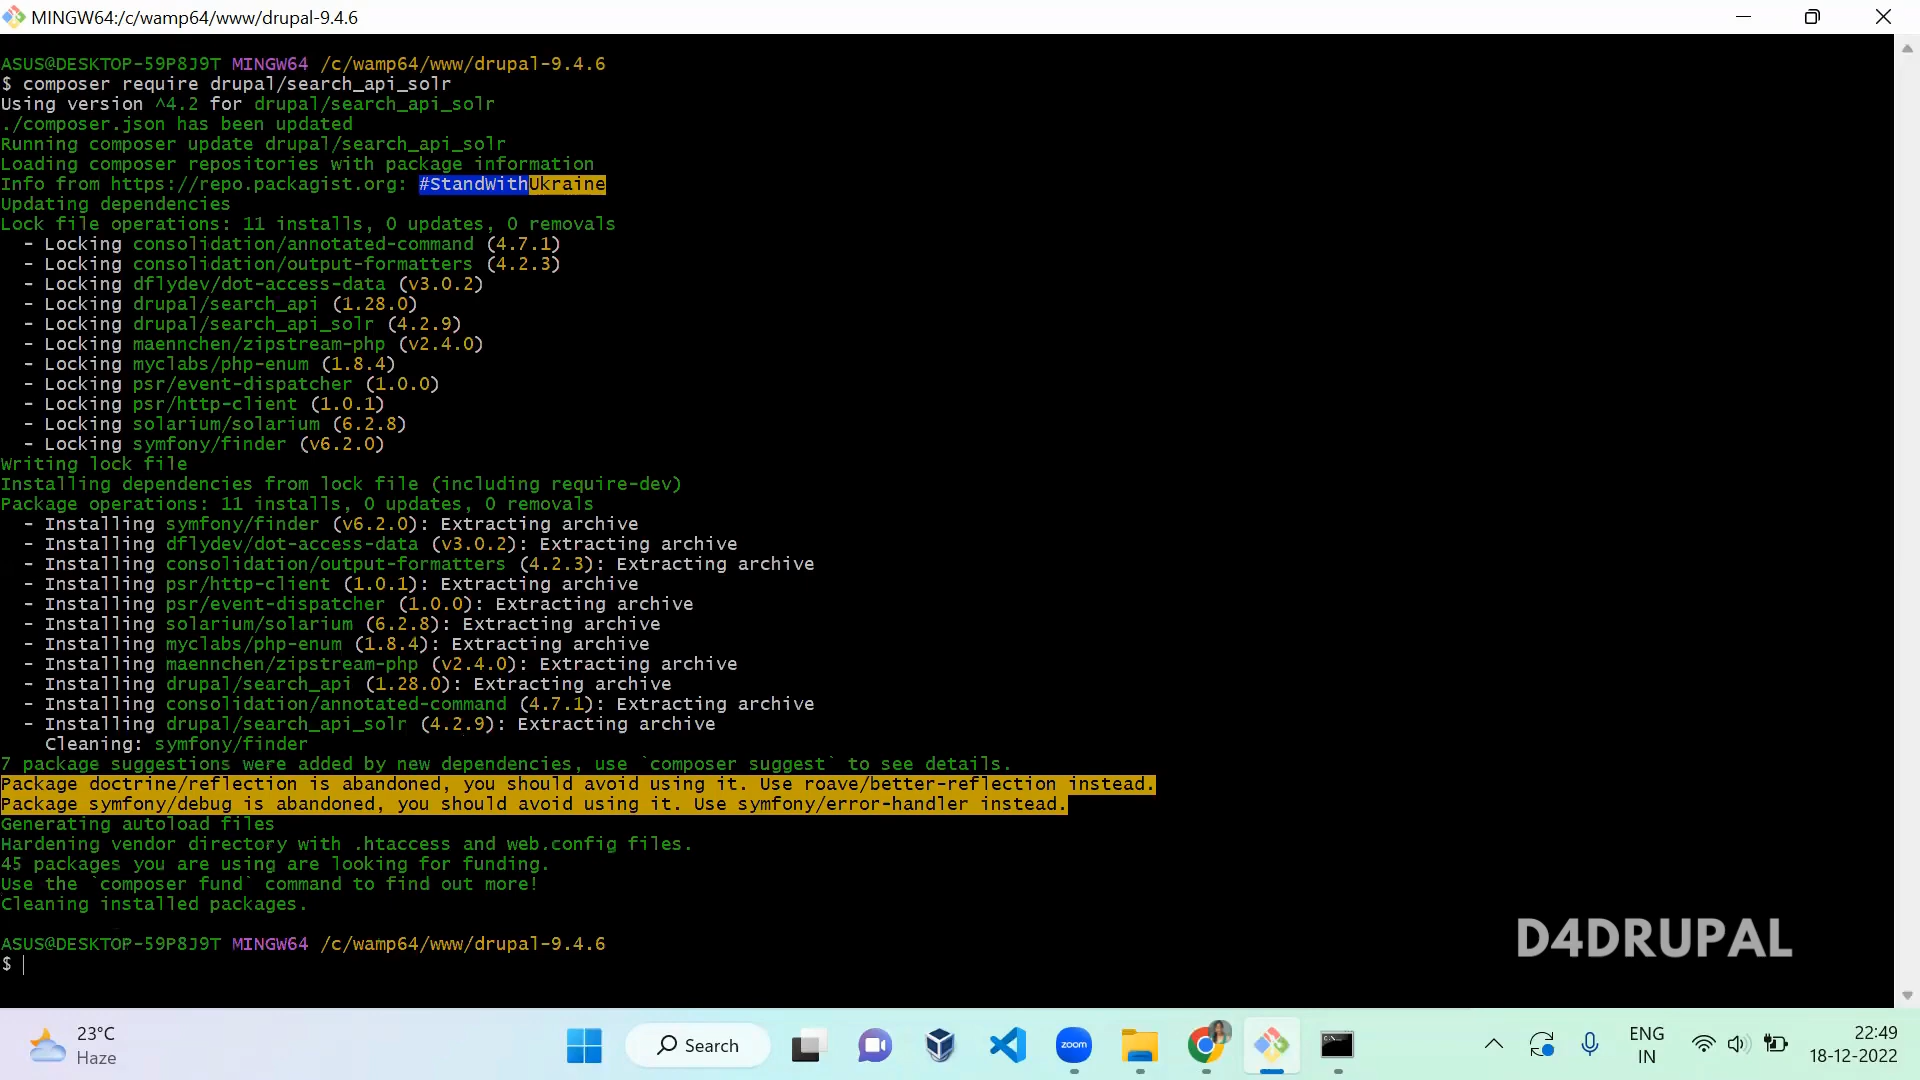 MINGW64:/c/wamp64/www/drupal-9.4.6
ASUS@DESKTOP-59P8J9T MINGW64 /c/wamp64/www/drupal-9.4.6
$ composer require drupal/search_api_solr
Using version ^4.2 for drupal/search_api_solr
./composer.json has been updated
Running composer update drupal/search_api_solr
Loading composer repositories with package information
Info from https://repo.packagist.org: #StandWithUkraine
Updating dependencies
Lock file operations: 11 installs, 0 updates, 0 removals
- Locking consolidation/annotated-command (4.7.1)
- Locking consolidation/output-formatters (4.2.3)
- Locking dflydev/dot-access-data (v3.0.2)
- Locking drupal/search_api (1.28.0)
- Locking drupal/search_api_solr (4.2.9)
- Locking maennchen/zipstream-php (v2.4.0)
- Locking myclabs/php-enum (1.8.4)
- Locking psr/event-dispatcher (1.0.0)
- Locking psr/http-client (1.0.1)
- Locking solarium/solarium (6.2.8)
- Locking symfony/finder (v6.2.0)
Writing lock file
Installing dependencies from lock file (including require-dev)
Package operations: 11 installs, 0 updates, 0 removals
- Installing symfony/finder (v6.2.0): Extracting archive
- Installing dflydev/dot-access-data (v3.0.2): Extracting archive
- Installing consolidation/output-formatters (4.2.3): Extracting archive
- Installing psr/http-client (1.0.1): Extracting archive
- Installing psr/event-dispatcher (1.0.0): Extracting archive
- Installing solarium/solarium (6.2.8): Extracting archive
- Installing myclabs/php-enum (1.8.4): Extracting archive
- Installing maennchen/zipstream-php (v2.4.0): Extracting archive
- Installing drupal/search_api (1.28.0): Extracting archive
- Installing consolidation/annotated-command (4.7.1): Extracting archive
- Installing drupal/search_api_solr (4.2.9): Extracting archive
Cleaning: symfony/finder
7 package suggestions were added by new dependencies, use `composer suggest` to see details.
Package doctrine/reflection is abandoned, you should avoid using it. Use roave/better-reflection instead.
Package symfony/debug is abandoned, you should avoid using it. Use symfony/error-handler instead.
Generating autoload files
Hardening vendor directory with .htaccess and web.config files.
45 packages you are using are looking for funding.
Use the `composer fund` command to find out more!
Cleaning installed packages.
ASUS@DESKTOP-59P8J9T MINGW64 /c/wamp64/www/drupal-9.4.6
$
D4DRUPAL
23°C
Haze
Search
zoom
ENG
IN
22:49
18-12-2022